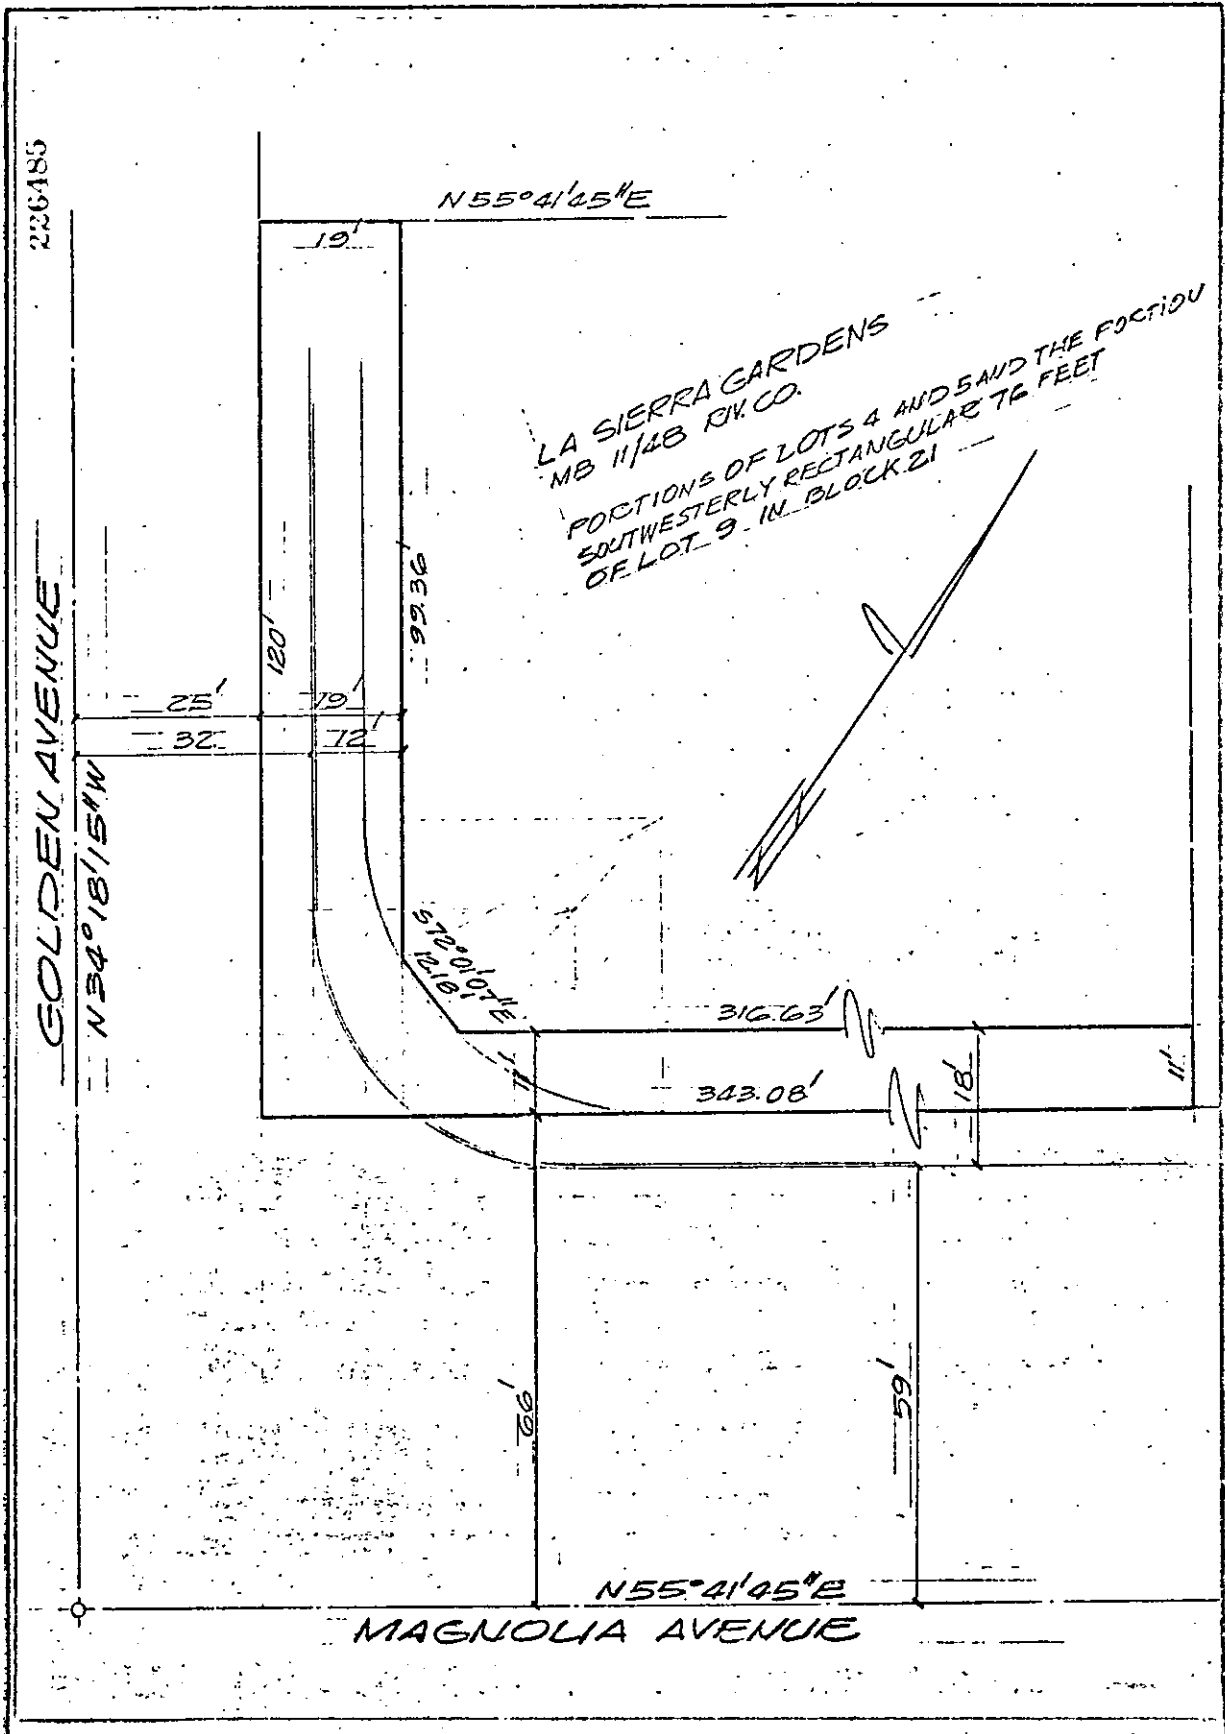 226485
N55°41'45"E
19'
LA SIERRA GARDENS
MB 11/48 RIV. CO.
PORTIONS OF LOTS 4 AND 5 AND THE PORTION
SOUTWESTERLY RECTANGULAR 76 FEET
OF LOT 9 IN BLOCK 21
GOLDEN AVENUE
N34°18'15"W
120'
99.36'
25'
19'
32'
12'
S72°01'07"E
12.18'
316.63'
11'
343.08'
18'
11'
66'
59'
N55°41'45"E
MAGNOLIA AVENUE